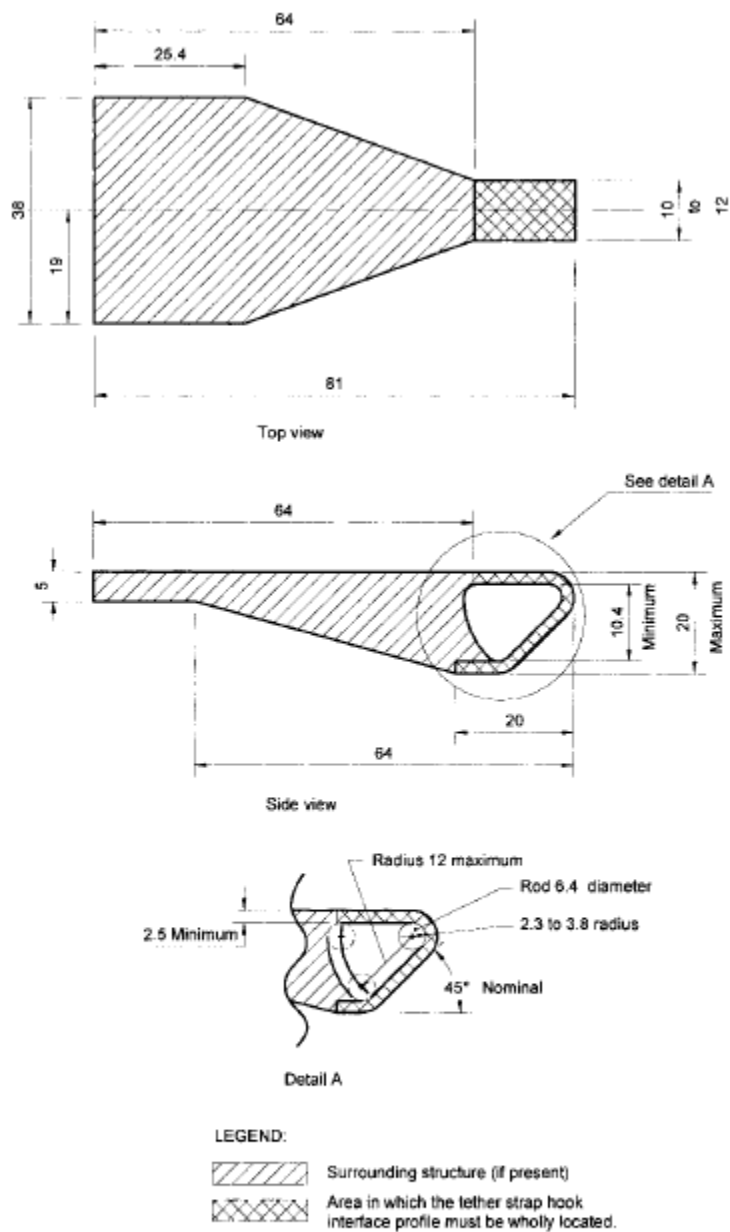 64
25.4
38
19
10
to
12
81
Top view
See detail A
64
5
10.4
Minimum
20
Maximum
20
64
Side view
Radius 12 maximum
Rod 6.4 diameter
2.5 Minimum
2.3 to 3.8 radius
45° Nominal
Detail A
LEGEND:
Surrounding structure (if present)
Area in which the tether strap hook
interface profile must be wholly located.